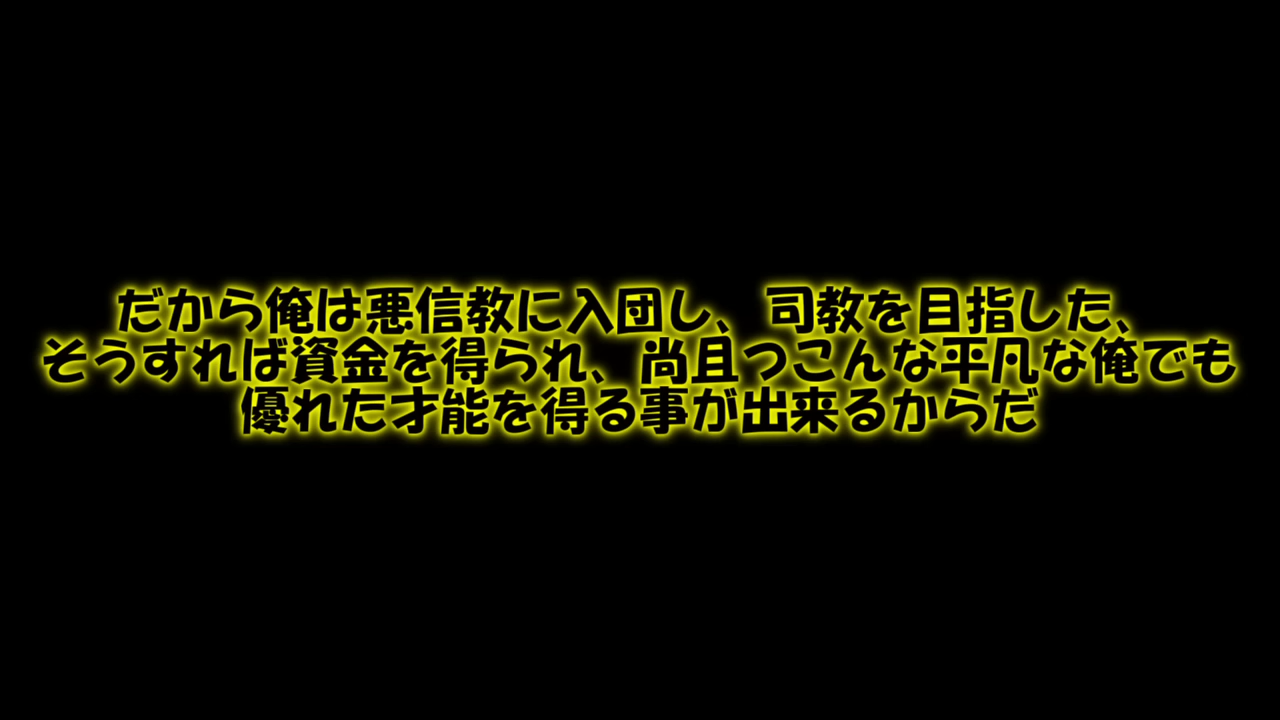 だから俺は悪信教に入団し、司教を目指した、
そうすれば資金を得られ、尚且つこんな平凡な俺でも
優れた才能を得る事が出来るからだ